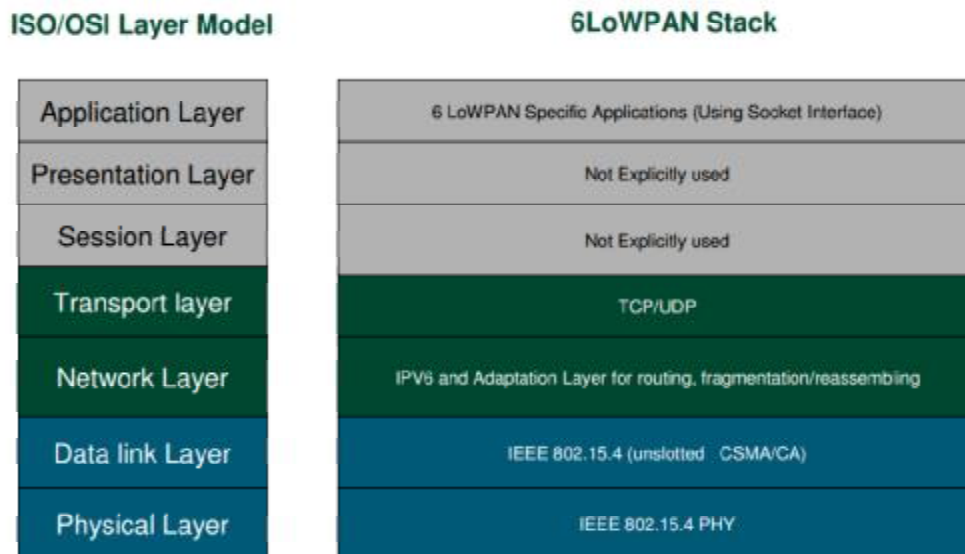 ISO/OSI Layer Model
6LoWPAN Stack
Application Layer
6 LoWPAN Specific Applications (Using Socket Interface)
Presentation Layer
Not Explicitly used
Session Layer
Not Explicitly used
Transport layer
TCP/UDP
Network Layer
IPV6 and Adaptation Layer for routing, fragmentation/reassembling
Data link Layer
IEEE 802.15.4 (unslotted CSMA/CA)
Physical Layer
IEEE 802.15.4 PHY